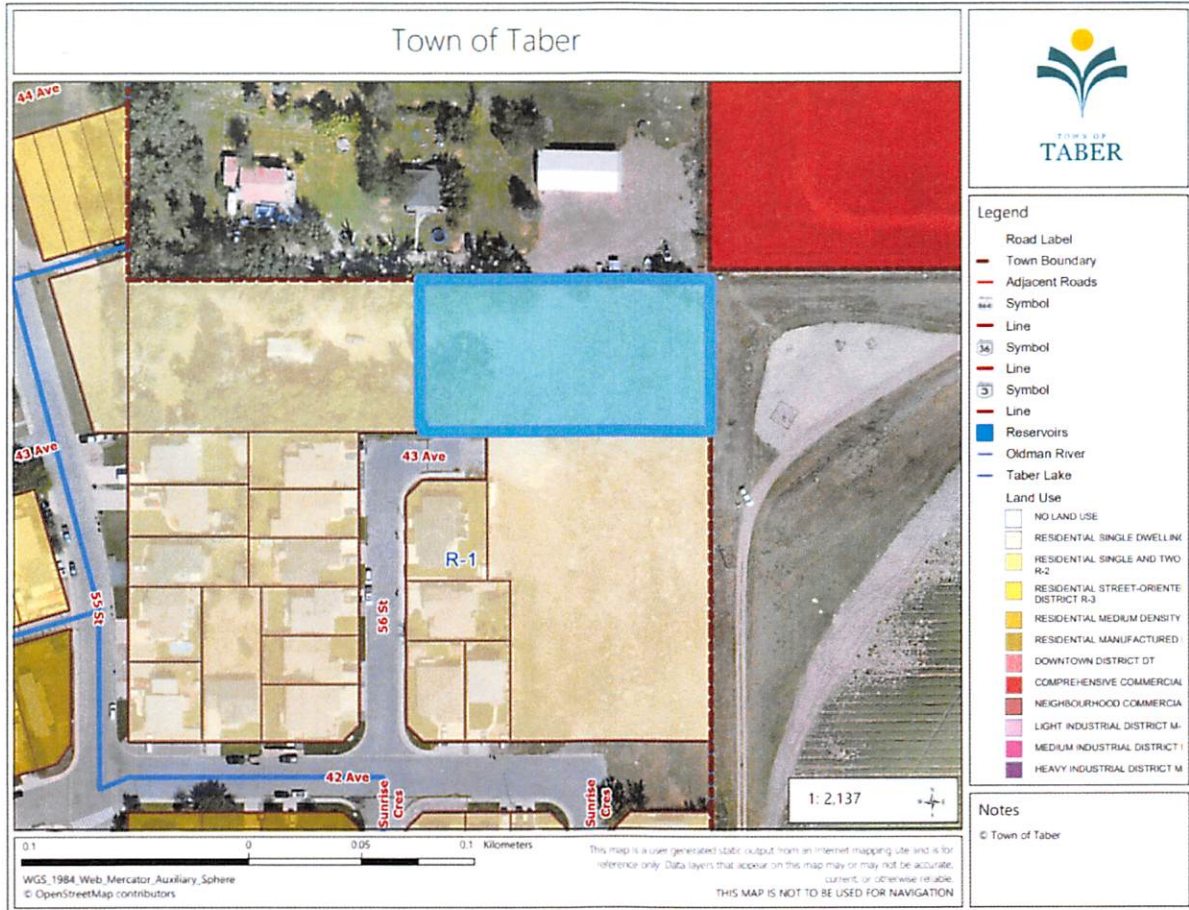 Town of Taber
TOWN OF
TABER
44 Ave
43 Ave
43 Ave
R-1
55 St
56 St
42 Ave
Sunrise
Cres
Sunrise
Cres
1: 2,137
Legend
Road Label
Town Boundary
Adjacent Roads
Symbol
Line
36 Symbol
Line
3 Symbol
Line
Reservoirs
Oldman River
Taber Lake
Land Use
NO LAND USE
RESIDENTIAL SINGLE DWELLING
RESIDENTIAL SINGLE AND TWO
R-2
RESIDENTIAL STREET-ORIENTE
DISTRICT R-3
RESIDENTIAL MEDIUM DENSITY
RESIDENTIAL MANUFACTURED
DOWNTOWN DISTRICT DT
COMPREHENSIVE COMMERCIAL
NEIGHBOURHOOD COMMERCIA
LIGHT INDUSTRIAL DISTRICT M-
MEDIUM INDUSTRIAL DISTRICT
HEAVY INDUSTRIAL DISTRICT M
Notes
© Town of Taber
0.1 0 0.05 0.1 Kilometers
WGS_1984_Web_Mercator_Auxiliary_Sphere
© OpenStreetMap contributors
This map is a user generated static output from an Internet mapping site and is for
reference only. Data layers that appear on this map may or may not be accurate,
current, or otherwise reliable.
THIS MAP IS NOT TO BE USED FOR NAVIGATION